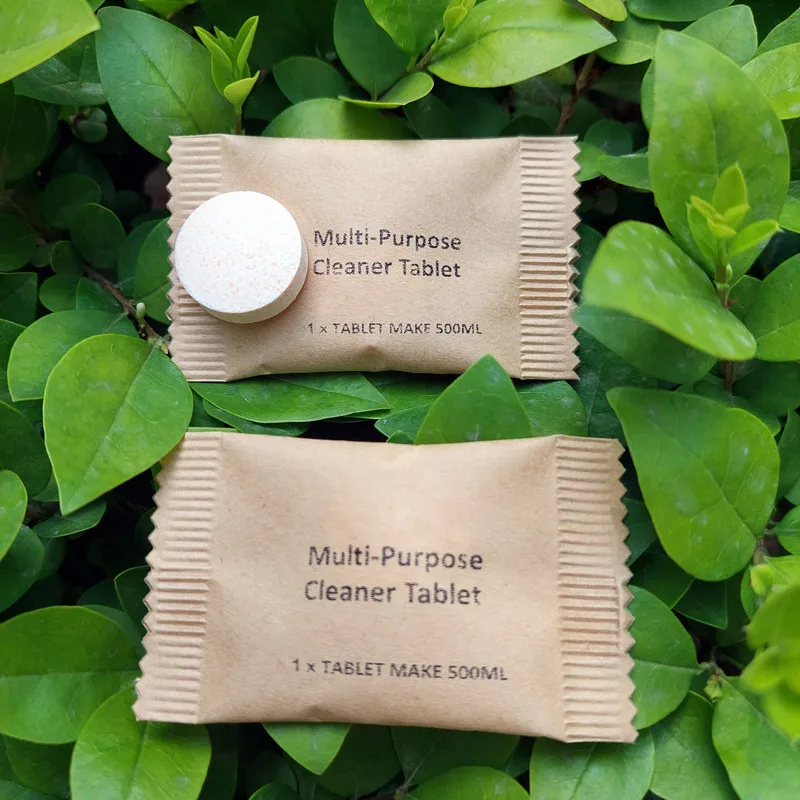 Multi-Purpose
Cleaner Tablet
1 x TABLET MAKE 500ML
Multi-Purpose
Cleaner Tablet
1 x TABLET MAKE 500ML